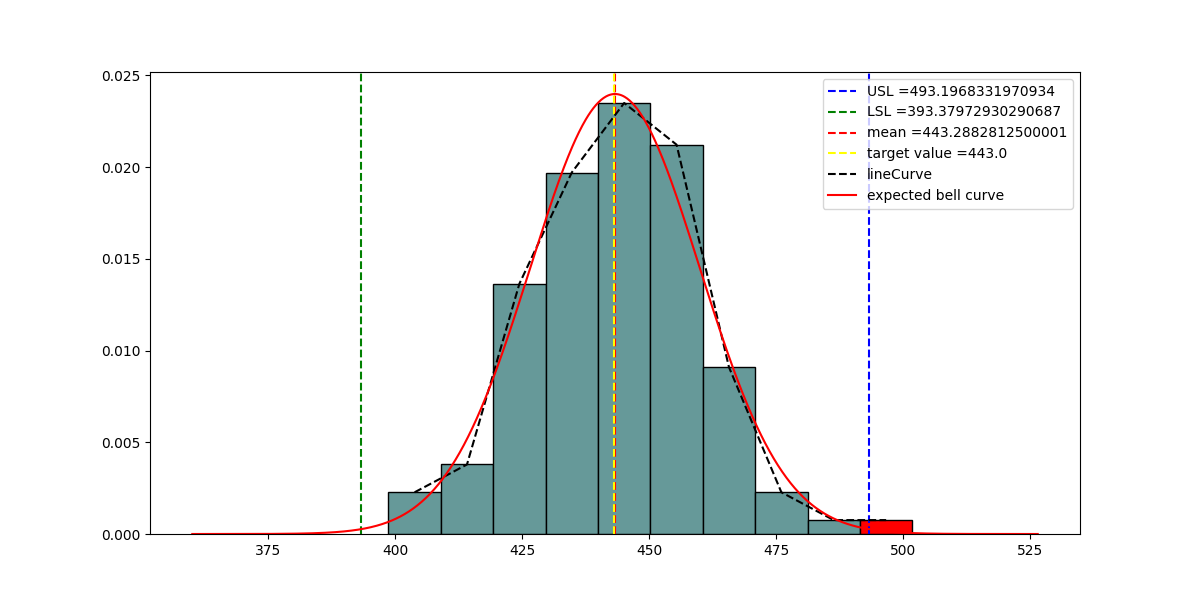 0.025
0.020
0.015
0.010
0.005
0.000
375
400
425
450
475
500
525
USL =493.1968331970934
LSL =393.37972930290687
mean =443.2882812500001
target value =443.0
lineCurve
expected bell curve